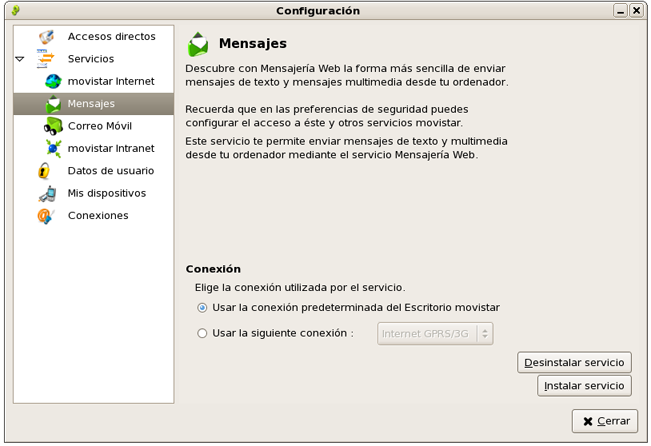 Configuración
Accesos directos
Servicios
movistar Internet
Mensajes
Correo Móvil
movistar Intranet
Datos de usuario
Mis dispositivos
Conexiones
Mensajes
Descubre con Mensajería Web la forma más sencilla de enviar
mensajes de texto y mensajes multimedia desde tu ordenador.
Recuerda que en las preferencias de seguridad puedes
configurar el acceso a éste y otros servicios movistar.
Este servicio te permite enviar mensajes de texto y multimedia
desde tu ordenador mediante el servicio Mensajería Web.
Conexión
Elige la conexión utilizada por el servicio.
Usar la conexión predeterminada del Escritorio movistar
Usar la siguiente conexión : Internet GPRS/3G
Desinstalar servicio
Instalar servicio
Cerrar